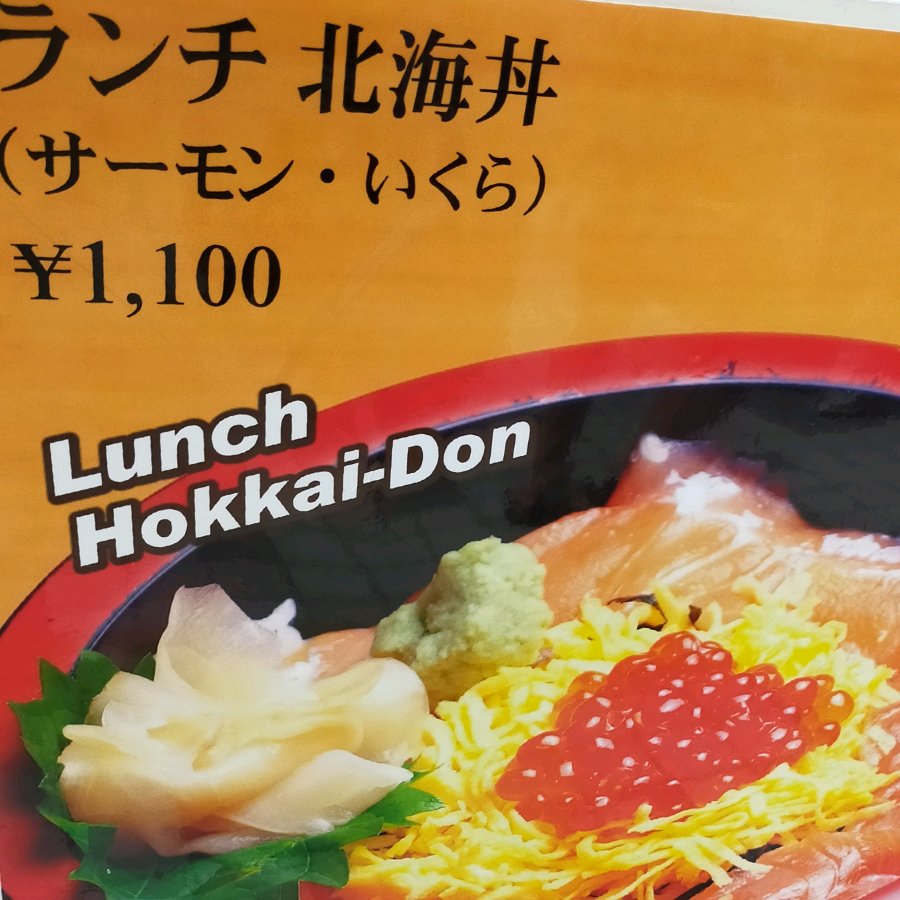 ランチ 北海丼
（サーモン・いくら）
¥1,100
Lunch
Hokkai-Don